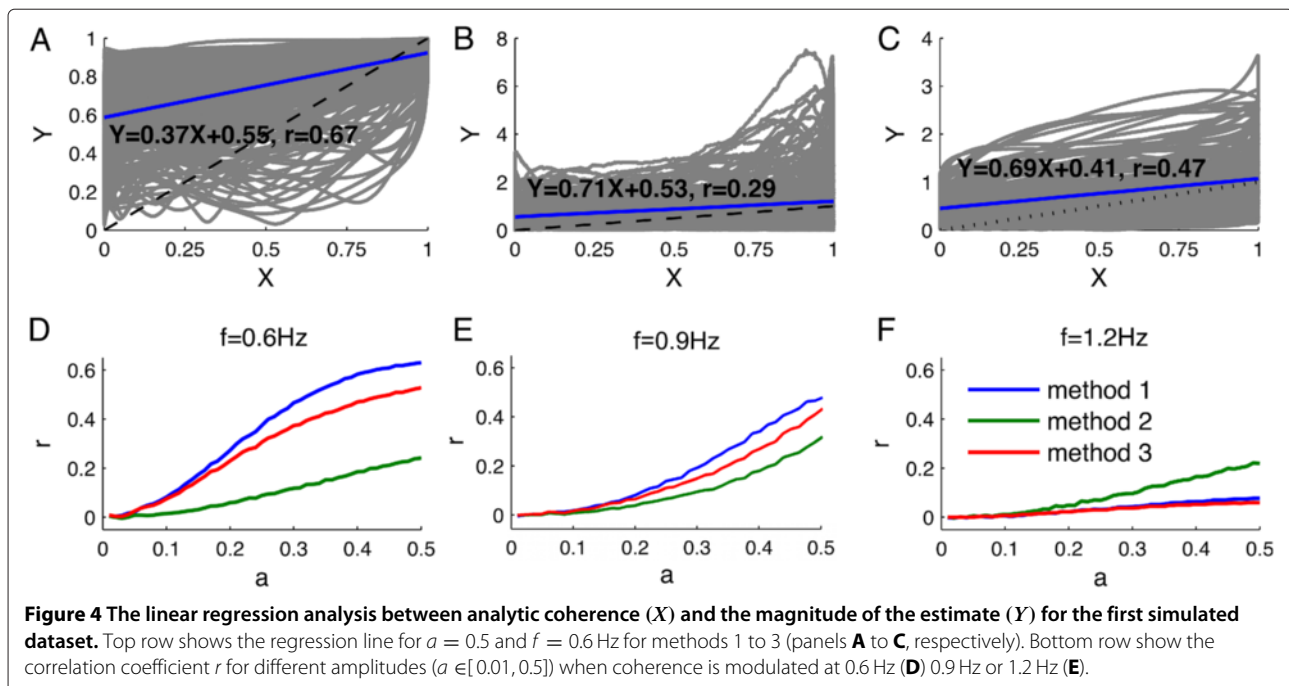 A
B
C
1
0.8
0.6
0.4
0.2
0
Y
Y=0.37X+0.55, r=0.67
0 0.25 0.5 0.75 1
X
8
6
4
2
0
Y
Y=0.71X+0.53, r=0.29
0 0.25 0.5 0.75 1
X
4
3
2
1
0
Y
Y=0.69X+0.41, r=0.47
0 0.25 0.5 0.75 1
X
D
f=0.6Hz
0.6
0.4
0.2
0
r
0 0.1 0.2 0.3 0.4 0.5
a
E
f=0.9Hz
0.6
0.4
0.2
0
r
0 0.1 0.2 0.3 0.4 0.5
a
F
f=1.2Hz
0.6
0.4
0.2
0
r
method 1
method 2
method 3
0 0.1 0.2 0.3 0.4 0.5
a
Figure 4 The linear regression analysis between analytic coherence (X) and the magnitude of the estimate (Y) for the first simulated
dataset. Top row shows the regression line for a = 0.5 and f = 0.6 Hz for methods 1 to 3 (panels A to C, respectively). Bottom row show the
correlation coefficient r for different amplitudes (a ∈[ 0.01, 0.5]) when coherence is modulated at 0.6 Hz (D) 0.9 Hz or 1.2 Hz (E).